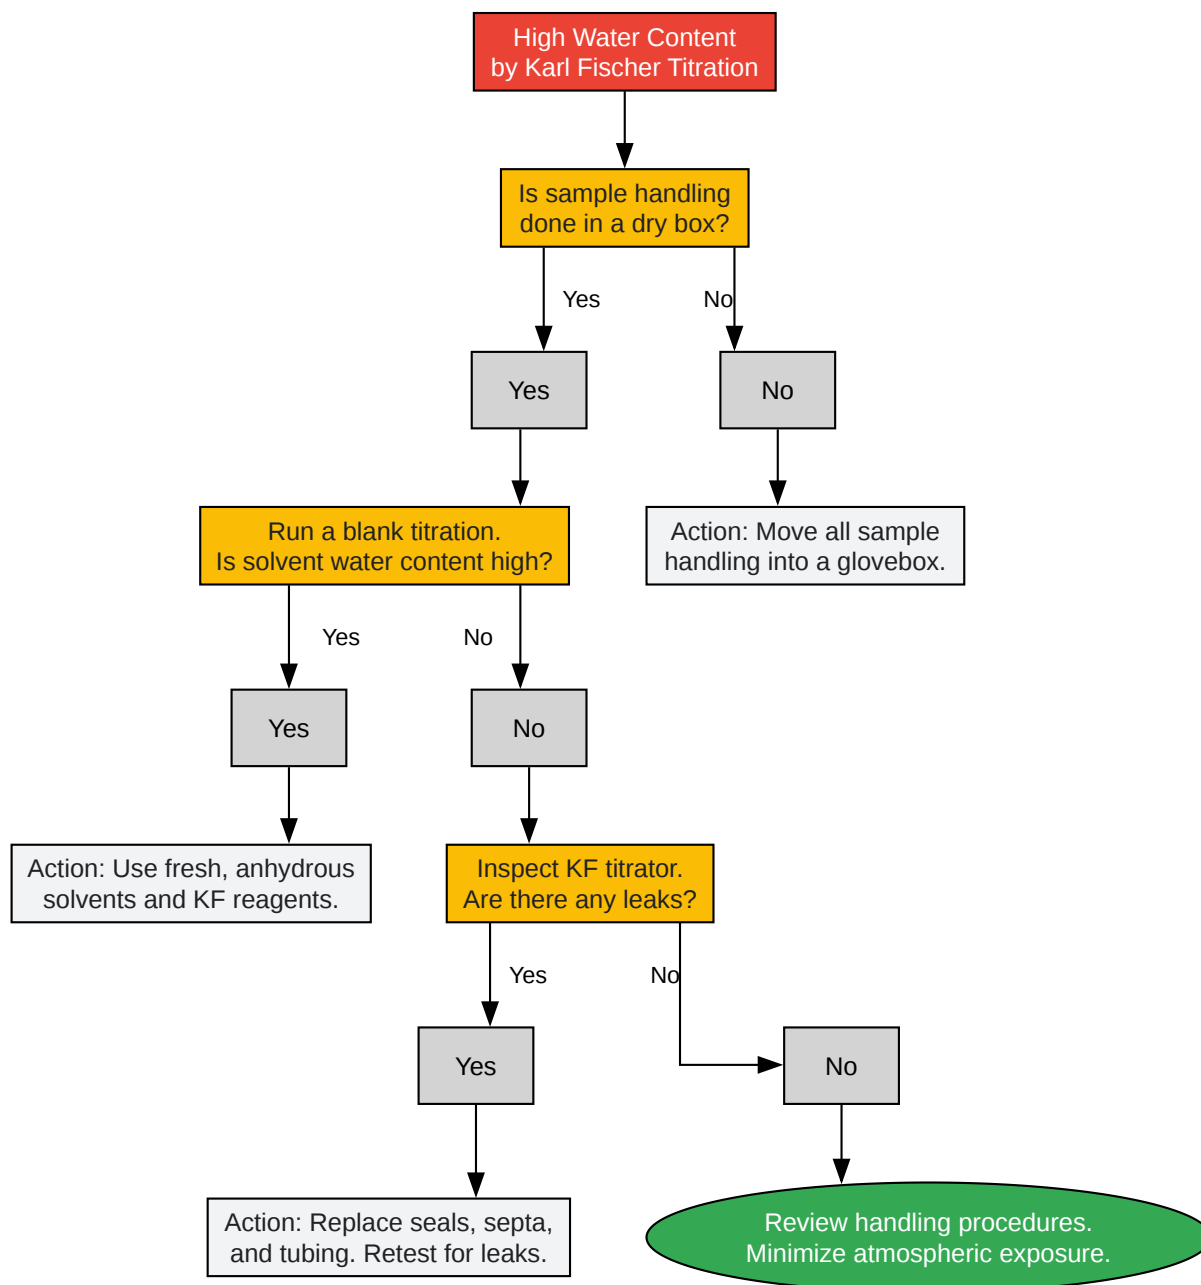 High Water Content
by Karl Fischer Titration
Is sample handling
done in a dry box?
Yes
No
Yes
No
Run a blank titration.
Is solvent water content high?
Action: Move all sample
handling into a glovebox.
Yes
No
Yes
No
Action: Use fresh, anhydrous
solvents and KF reagents.
Inspect KF titrator.
Are there any leaks?
Yes
No
Yes
No
Action: Replace seals, septa,
and tubing. Retest for leaks.
Review handling procedures.
Minimize atmospheric exposure.